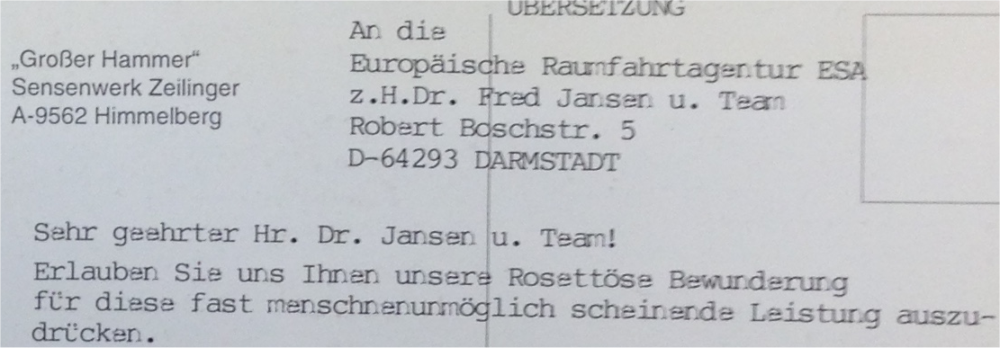 ÜBERSETZUNG
„Großer Hammer“
Sensenwerk Zeilinger
A-9562 Himmelberg
An die
Europäische Raumfahrtagentur ESA
z.H.Dr. Fred Jansen u. Team
Robert Boschstr. 5
D-64293 DARMSTADT
Sehr geehrter Hr. Dr. Jansen u. Team!
Erlauben Sie uns Ihnen unsere Rosettöse Bewunderung
für diese fast menschnenunmöglich scheinende Leistung auszu-
drücken.